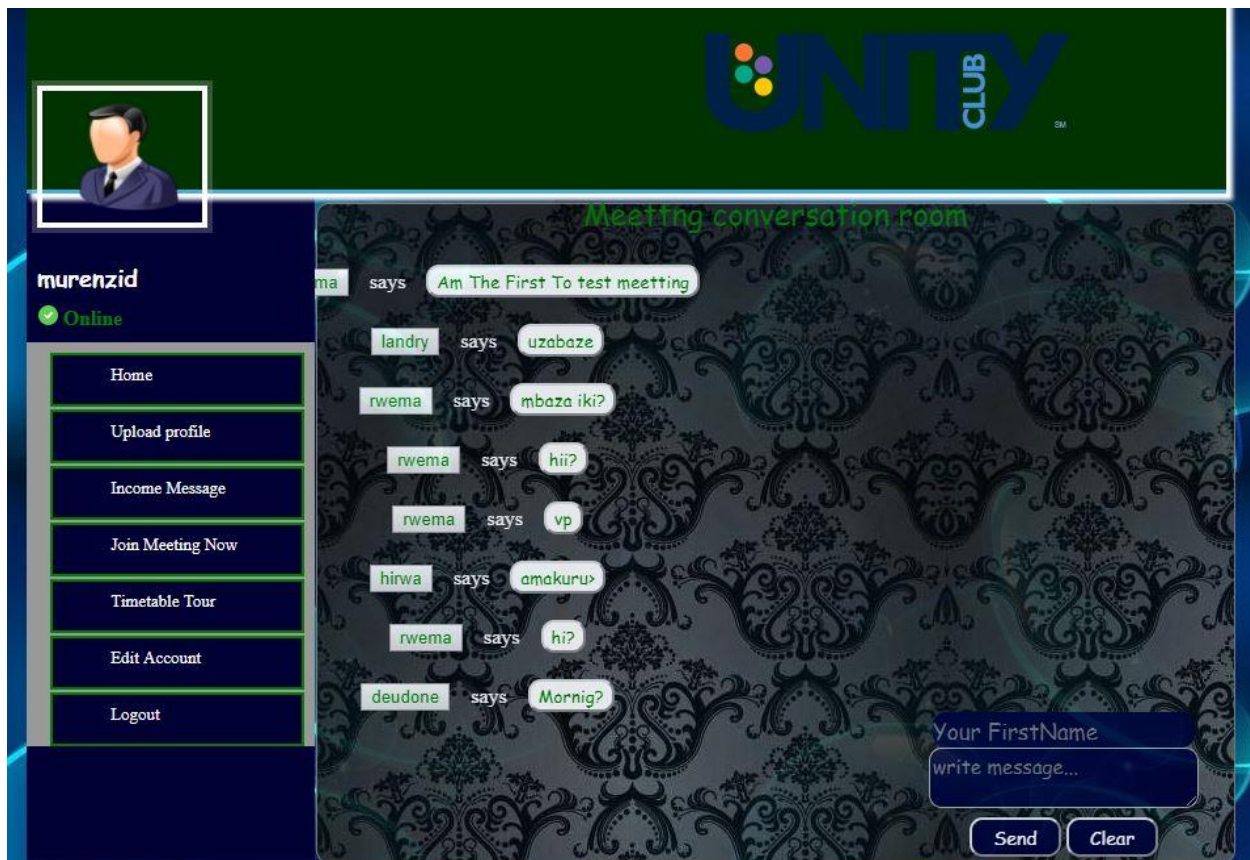 UNITY
CLUB
SM
murenzid
Online
Home
Upload profile
Income Message
Join Meeting Now
Timetable Tour
Edit Account
Logout
Meettng conversation room
ma says Am The First To test meetting
landry says uzabaze
rwema says mbaza iki?
rwema says hii?
rwema says vp
hirwa says amakuru>
rwema says hi?
deudone says Mornig?
Your FirstName
write message...
Send Clear